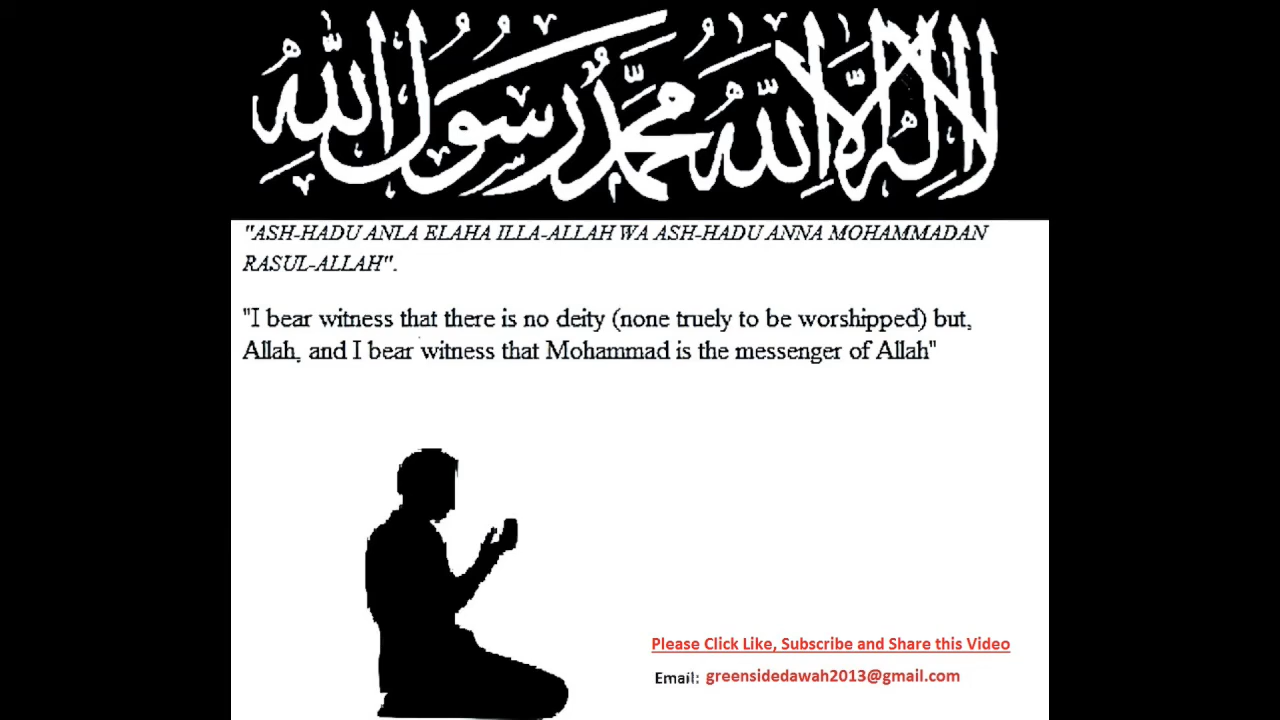 لا إله إلا الله محمد رسول الله
"ASH-HADU ANLA ELAHA ILLA-ALLAH WA ASH-HADU ANNA MOHAMMADAN
RASUL-ALLAH".
"I bear witness that there is no deity (none truely to be worshipped) but,
Allah, and I bear witness that Mohammad is the messenger of Allah"
Please Click Like, Subscribe and Share this Video
Email: greensidedawah2013@gmail.com